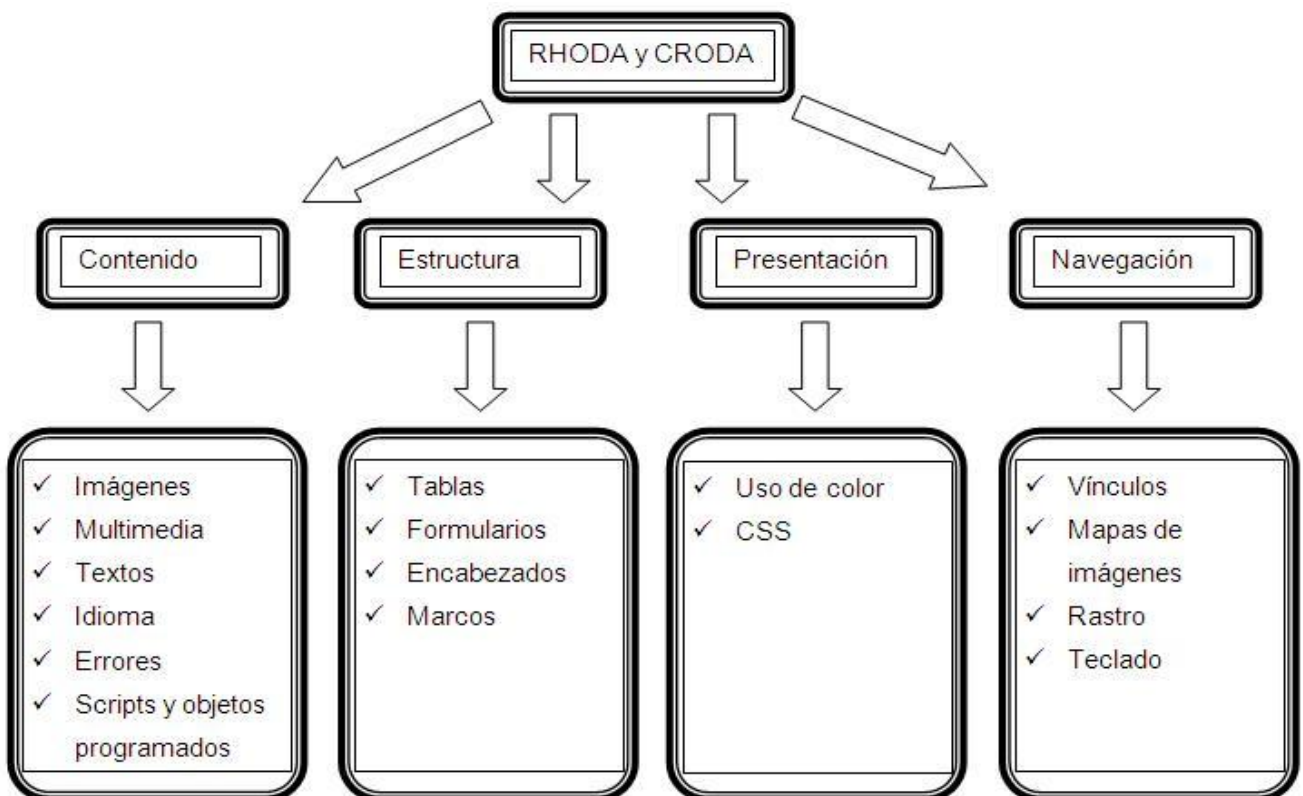 RHODA y CRODA
Contenido
Estructura
Presentación
Navegación
✓ Imágenes
✓ Multimedia
✓ Textos
✓ Idioma
✓ Errores
✓ Scripts y objetos
programados
✓ Tablas
✓ Formularios
✓ Encabezados
✓ Marcos
✓ Uso de color
✓ CSS
✓ Vínculos
✓ Mapas de
imágenes
✓ Rastro
✓ Teclado